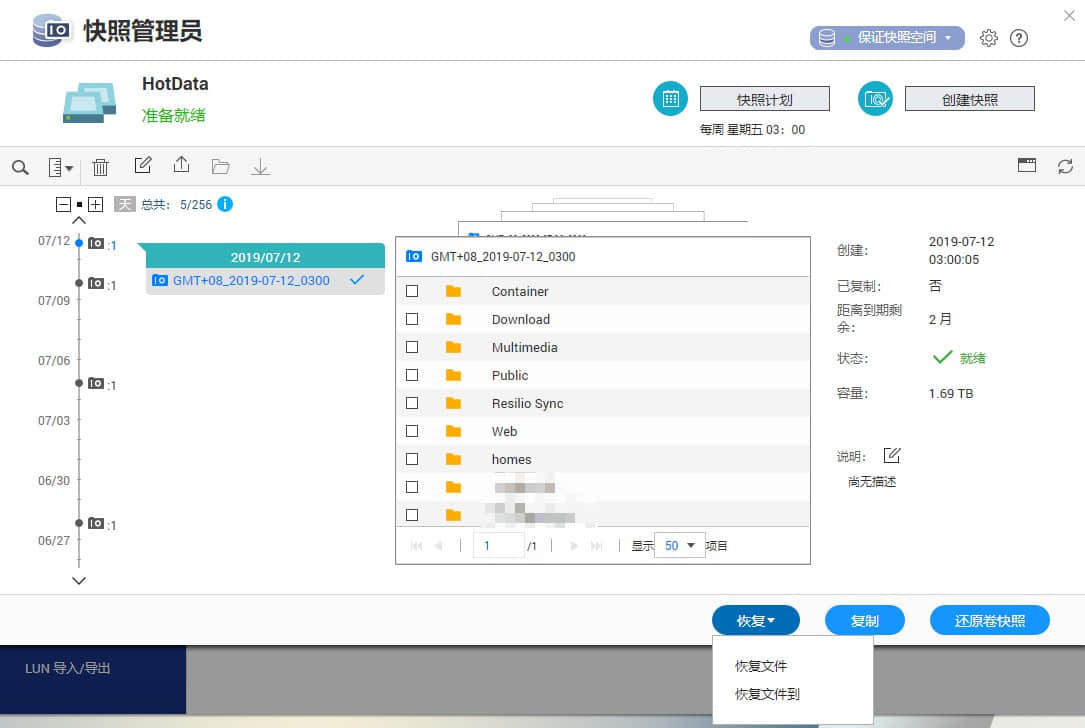 快照管理员
保证快照空间
HotData
准备就绪
快照计划
创建快照
每周 星期五 03：00
天 总共: 5/256
07/12
:1
:1
07/09
07/06
:1
07/03
06/30
:1
06/27
2019/07/12
GMT+08_2019-07-12_0300
GMT+08_2019-07-12_0300
Container
Download
Multimedia
Public
Resilio Sync
Web
homes
1 /1 显示 50 项目
创建: 2019-07-12
03:00:05
已复制: 否
距离到期剩
余: 2 月
状态: 就绪
容量: 1.69 TB
说明:
尚无描述
恢复
复制
还原卷快照
恢复文件
恢复文件到
LUN 导入/导出